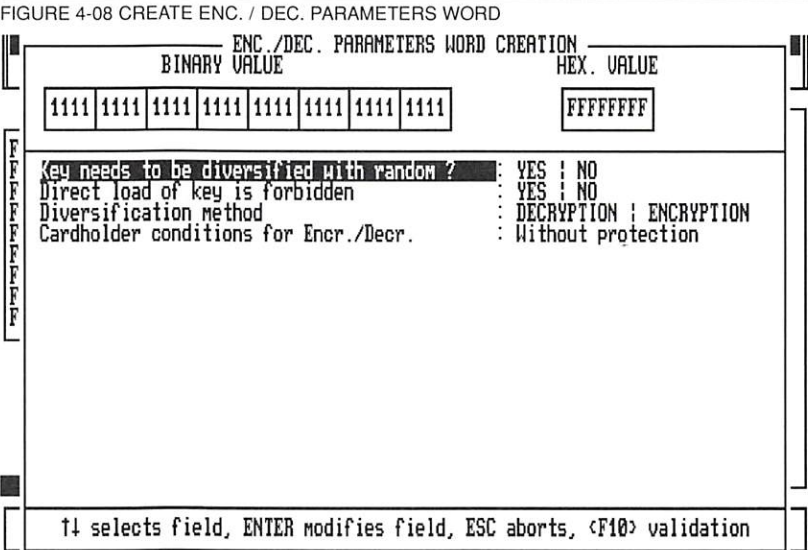 FIGURE 4-08 CREATE ENC. / DEC. PARAMETERS WORD
ENC./DEC. PARAMETERS WORD CREATION
BINARY VALUE HEX. VALUE
1111 1111 1111 1111 1111 1111 1111 1111 FFFFFFFF
Key needs to be diversified with random ? : YES ¦ NO
Direct load of key is forbidden : YES ¦ NO
Diversification method : DECRYPTION ¦ ENCRYPTION
Cardholder conditions for Encr./Decr. : Without protection
F
F
F
F
F
F
F
F
↑↓ selects field, ENTER modifies field, ESC aborts, <F10> validation